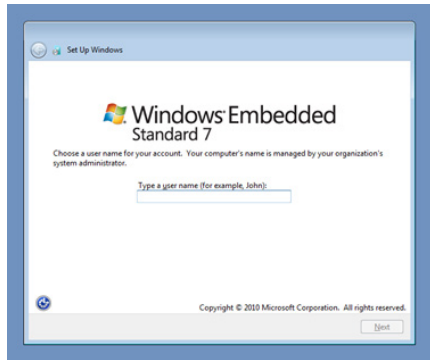 Set Up Windows
Windows Embedded
Standard 7
Choose a user name for your account. Your computer's name is managed by your organization's
system administrator.
Type a user name (for example, John):
Copyright © 2010 Microsoft Corporation. All rights reserved.
Next